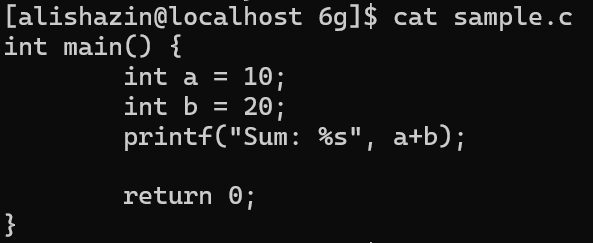 [alishazin@localhost 6g]$ cat sample.c
int main() {
        int a = 10;
        int b = 20;
        printf("Sum: %s", a+b);

        return 0;
}